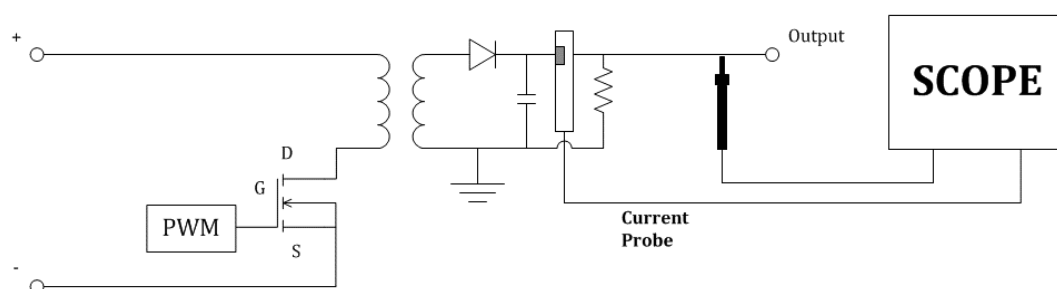 +
Output
SCOPE
D
G
PWM
S
Current
Probe
-